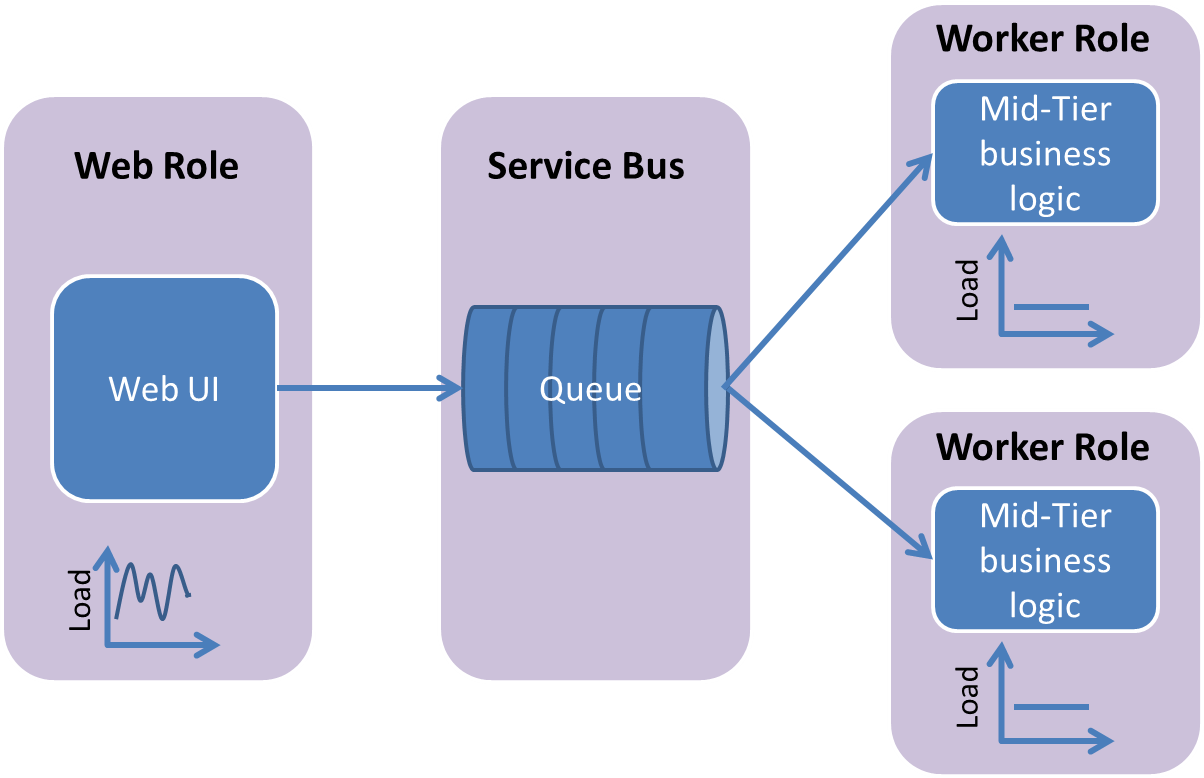 Web Role
Web UI
Load
Service Bus
Queue
Worker Role
Mid-Tier
business
logic
Load
Worker Role
Mid-Tier
business
logic
Load